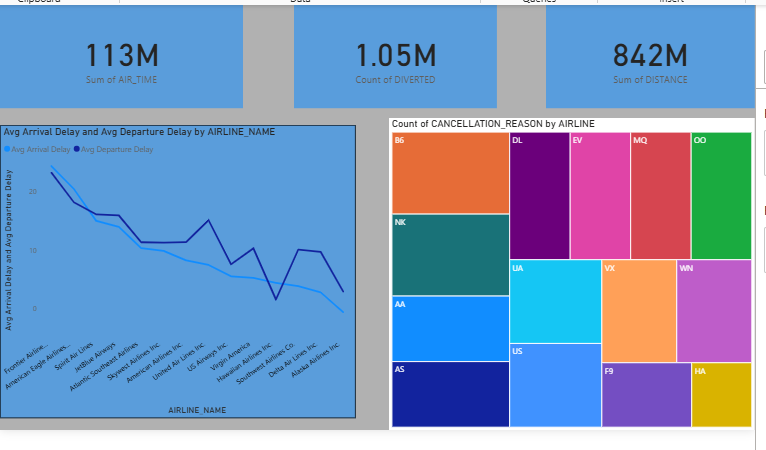 Clipboard
Data
Queries
Insert
113M
Sum of AIR_TIME
1.05M
Count of DIVERTED
842M
Sum of DISTANCE
Avg Arrival Delay and Avg Departure Delay by AIRLINE_NAME
Avg Arrival Delay Avg Departure Delay
Avg Arrival Delay and Avg Departure Delay
20
10
0
Frontier Airline...
American Eagle Airlines...
Spirit Air Lines
JetBlue Airways
Atlantic Southeast Airlines
Skywest Airlines Inc.
American Airlines Inc.
United Air Lines Inc.
US Airways Inc.
Virgin America
Hawaiian Airlines Inc.
Southwest Airlines Co.
Delta Air Lines Inc.
Alaska Airlines Inc.
AIRLINE_NAME
Count of CANCELLATION_REASON by AIRLINE
B6
DL
EV
MQ
OO
NK
UA
VX
WN
AA
US
AS
F9
HA